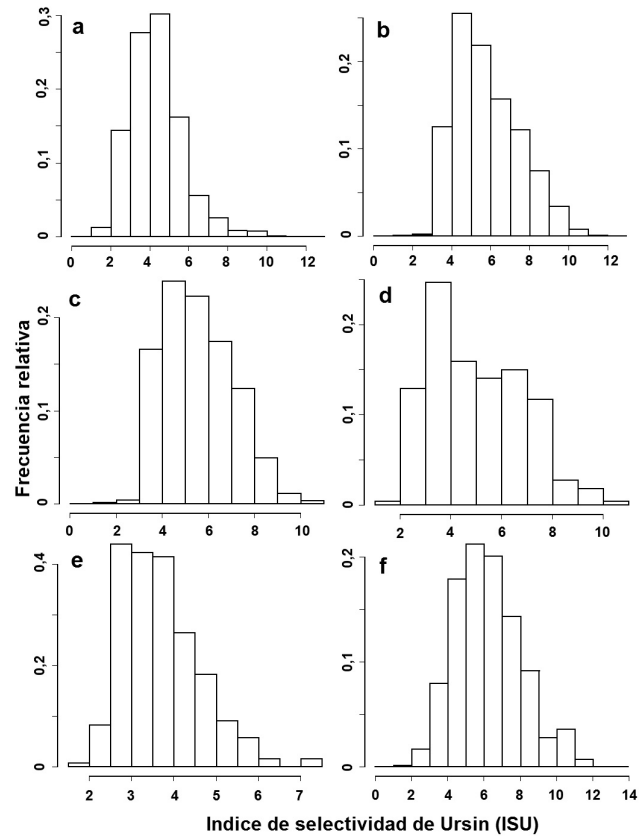 a
0,3
0,2
0,1
0
0 2 4 6 8 10 12
b
0,2
0,1
0
0 2 4 6 8 10 12
c
0,2
0,1
0
0 2 4 6 8 10
d
0,2
0,1
0
2 4 6 8 10
e
0,4
0,2
0
2 3 4 5 6 7
f
0,2
0,1
0
0 2 4 6 8 10 12 14
Frecuencia relativa
Indice de selectividad de Ursin (ISU)